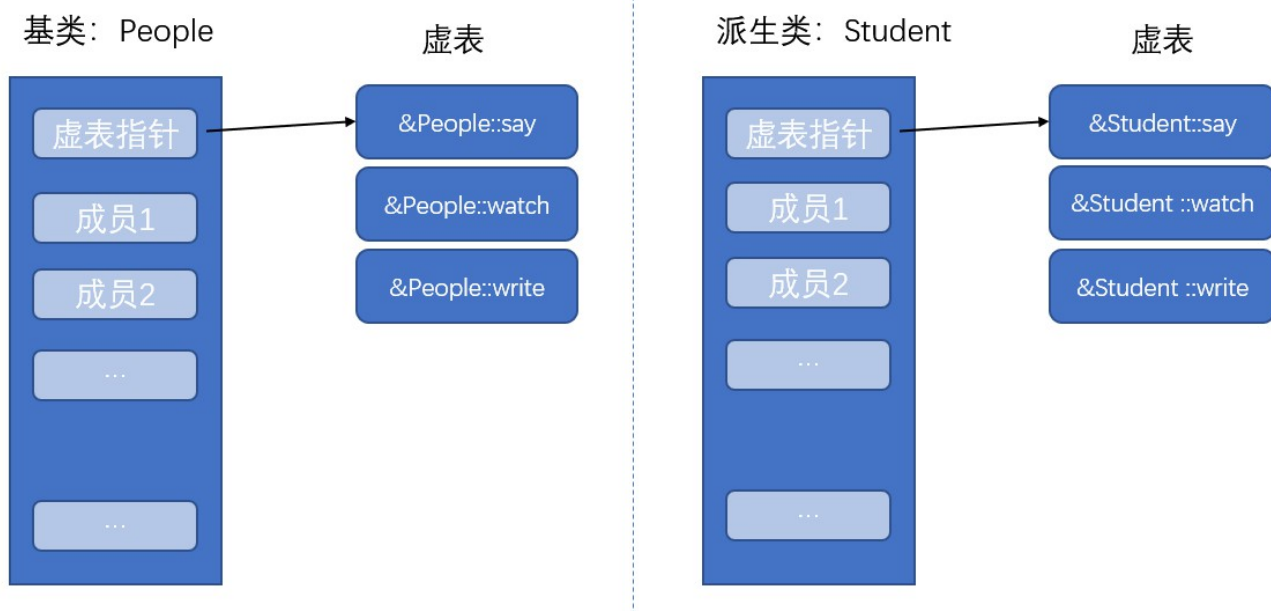 基类：People
虚表
虚表指针
成员1
成员2
...
...
&People::say
&People::watch
&People::write
派生类：Student
虚表
虚表指针
成员1
成员2
...
...
&Student::say
&Student ::watch
&Student ::write